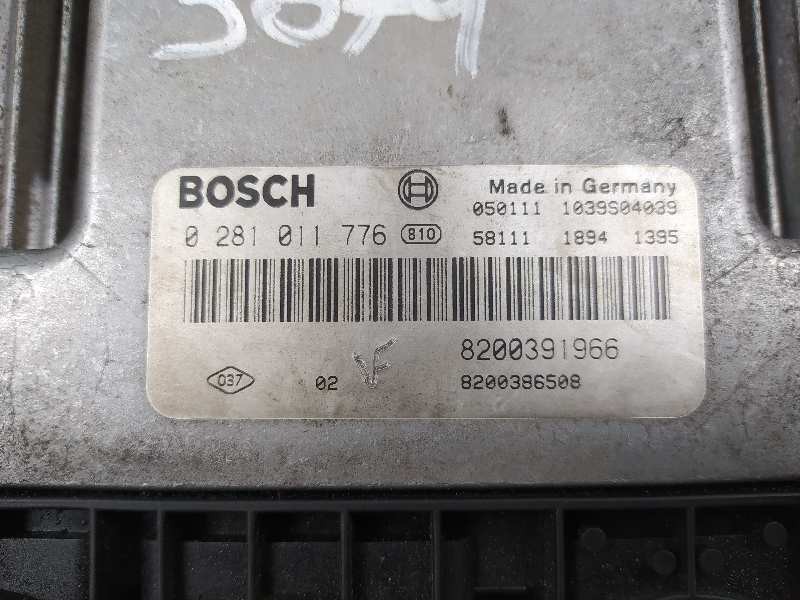 BOSCH Made in Germany
050111 1039S04039
0 281 011 776 810 58111 1894 1395
8200391966
037 02 VF 8200386508